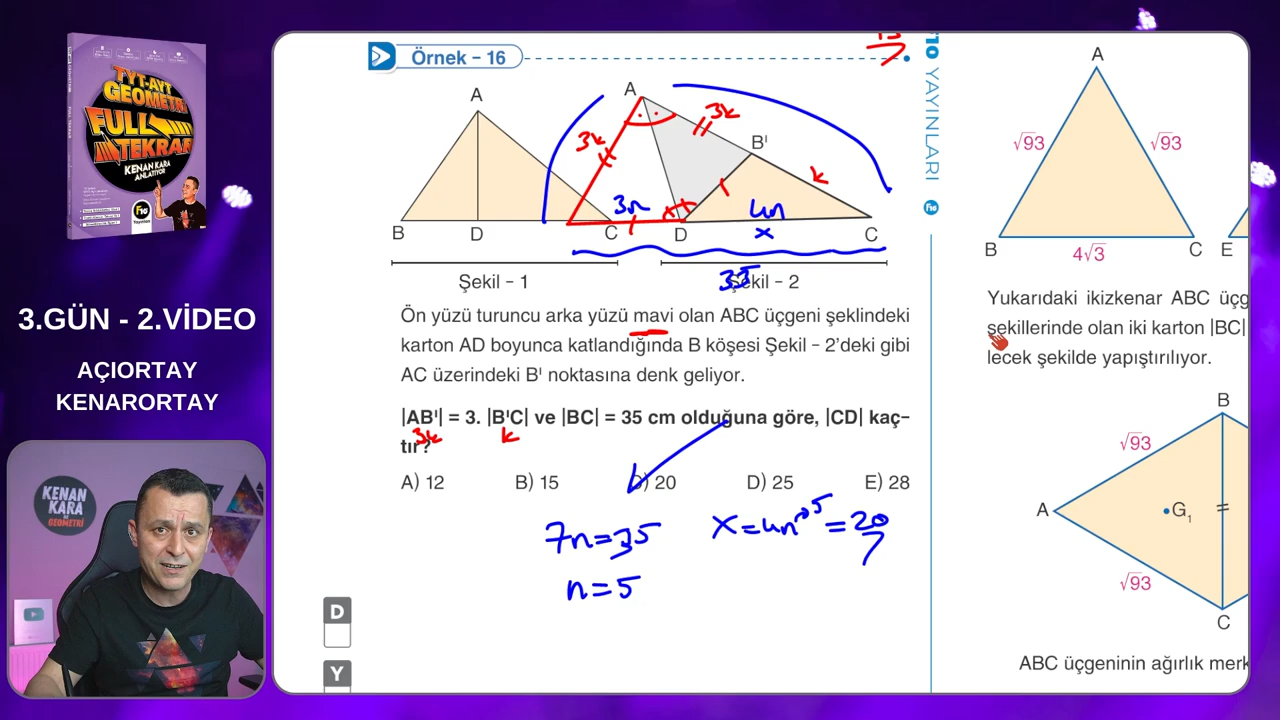 TYT-AYT
GEOMETRİ
FULL
TEKRAR
KENAN KARA
ANLATIYOR
3.GÜN - 2.VİDEO
AÇIORTAY
KENARORTAY
KENAN
KARA
GEOMETRİ
Örnek – 16
A
B
D
C
Şekil – 1
A
3k
3k
B'
k
3n
4n
C
D
x
C
35
Şekil – 2
Ön yüzü turuncu arka yüzü mavi olan ABC üçgeni şeklindeki
karton AD boyunca katlandığında B köşesi Şekil – 2'deki gibi
AC üzerindeki B' noktasına denk geliyor.
|AB'| = 3. |B'C| ve |BC| = 35 cm olduğuna göre, |CD| kaç-
3k
k
tır?
A) 12 B) 15 C) 20 D) 25 E) 28
7n=35
n=5
x=4n
5
=20
D
Y
F10 YAYINLARI
A
√93
√93
B
4√3
C
E
Yukarıdaki ikizkenar ABC üçg
şekillerinde olan iki karton |BC|
lecek şekilde yapıştırılıyor.
B
√93
A
G₁
√93
C
ABC üçgeninin ağırlık merk